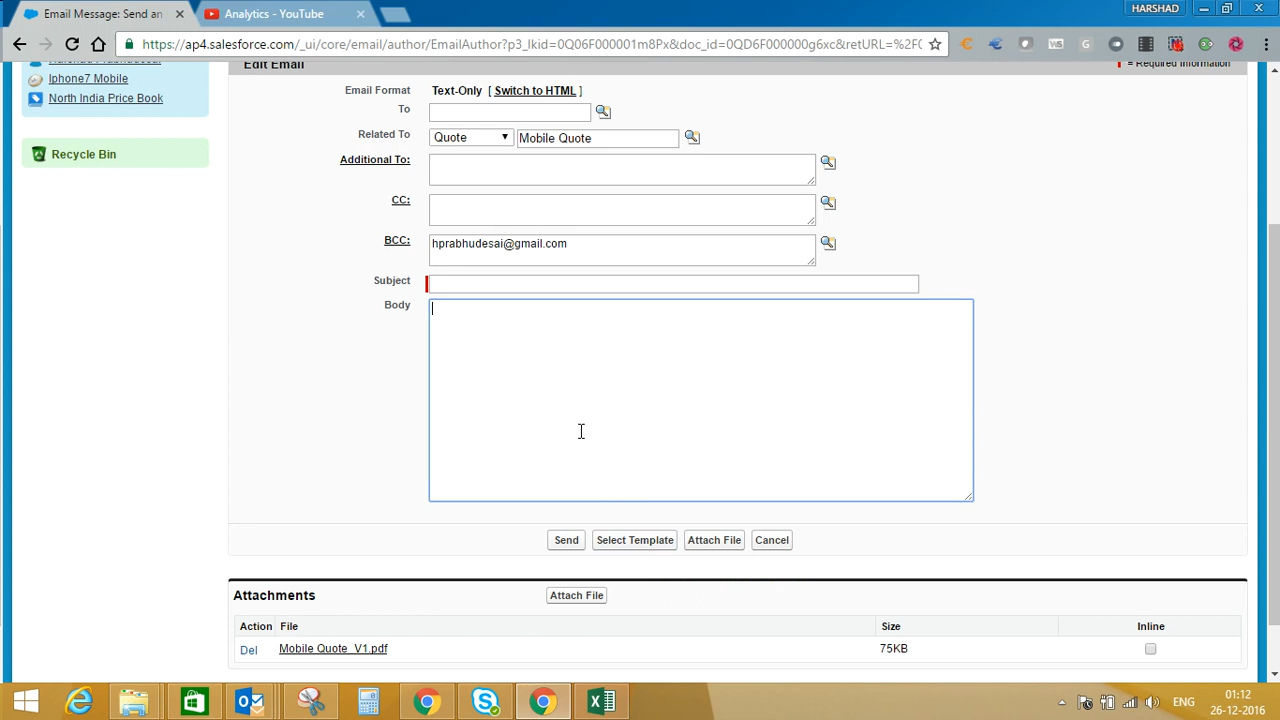 HARSHAD
Email Message: Send an
Analytics - YouTube
https://ap4.salesforce.com/_ui/core/email/author/EmailAuthor?p3_lkid=0Q06F000001m8Px&doc_id=0QD6F00000g6xc&retURL=%2F(
Iphone7 Mobile
North India Price Book
Recycle Bin
Edit Email
= Required Information
Email Format Text-Only [ Switch to HTML ]
To
Related To Quote Mobile Quote
Additional To:
CC:
BCC: hprabhudesai@gmail.com
Subject
Body
Send Select Template Attach File Cancel
Attachments Attach File
Action File Size Inline
Del Mobile Quote_V1.pdf 75KB
ENG
01:12
26-12-2016